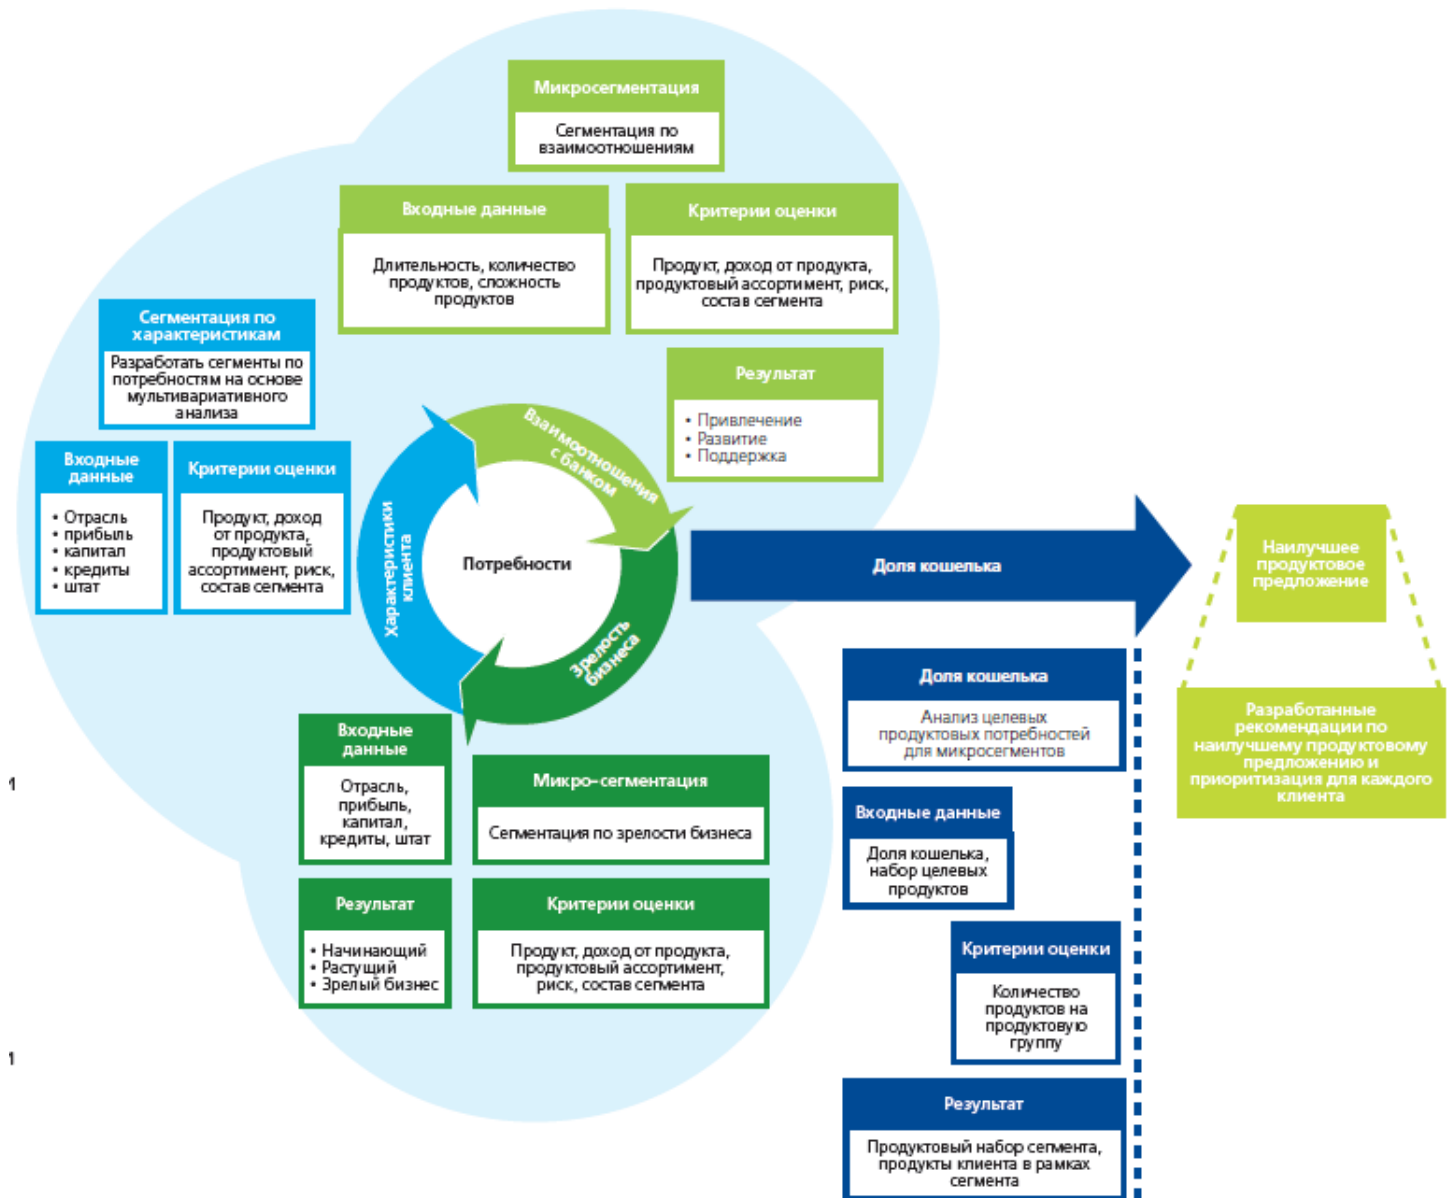 Микросегментация
Сегментация по
взаимоотношениям
Входные данные
Длительность, количество
продуктов, сложность
продуктов
Критерии оценки
Продукт, доход от продукта,
продуктовый ассортимент, риск,
состав сегмента
Сегментация по
характеристикам
Разработать сегменты по
потребностям на основе
мультивариативного
анализа
Результат
• Привлечение
• Развитие
• Поддержка
Входные
данные
• Отрасль
• прибыль
• капитал
• кредиты
• штат
Критерии оценки
Продукт, доход
от продукта,
продуктовый
ассортимент, риск,
состав сегмента
Взаимоотношения
с банком
Характеристики
клиента
Потребности
Зрелость
бизнеса
Доля кошелька
Наилучшее
продуктовое
предложение
Разработанные
рекомендации по
наилучшему продуктовому
предложению и
приоритизация для каждого
клиента
Входные
данные
Отрасль,
прибыль,
капитал,
кредиты, штат
Микро-сегментация
Сегментация по зрелости бизнеса
Результат
• Начинающий
• Растущий
• Зрелый бизнес
Критерии оценки
Продукт, доход от продукта,
продуктовый ассортимент,
риск, состав сегмента
Доля кошелька
Анализ целевых
продуктовых потребностей
для микросегментов
Входные данные
Доля кошелька,
набор целевых
продуктов
Критерии оценки
Количество
продуктов на
продуктовую
группу
Результат
Продуктовый набор сегмента,
продукты клиента в рамках
сегмента